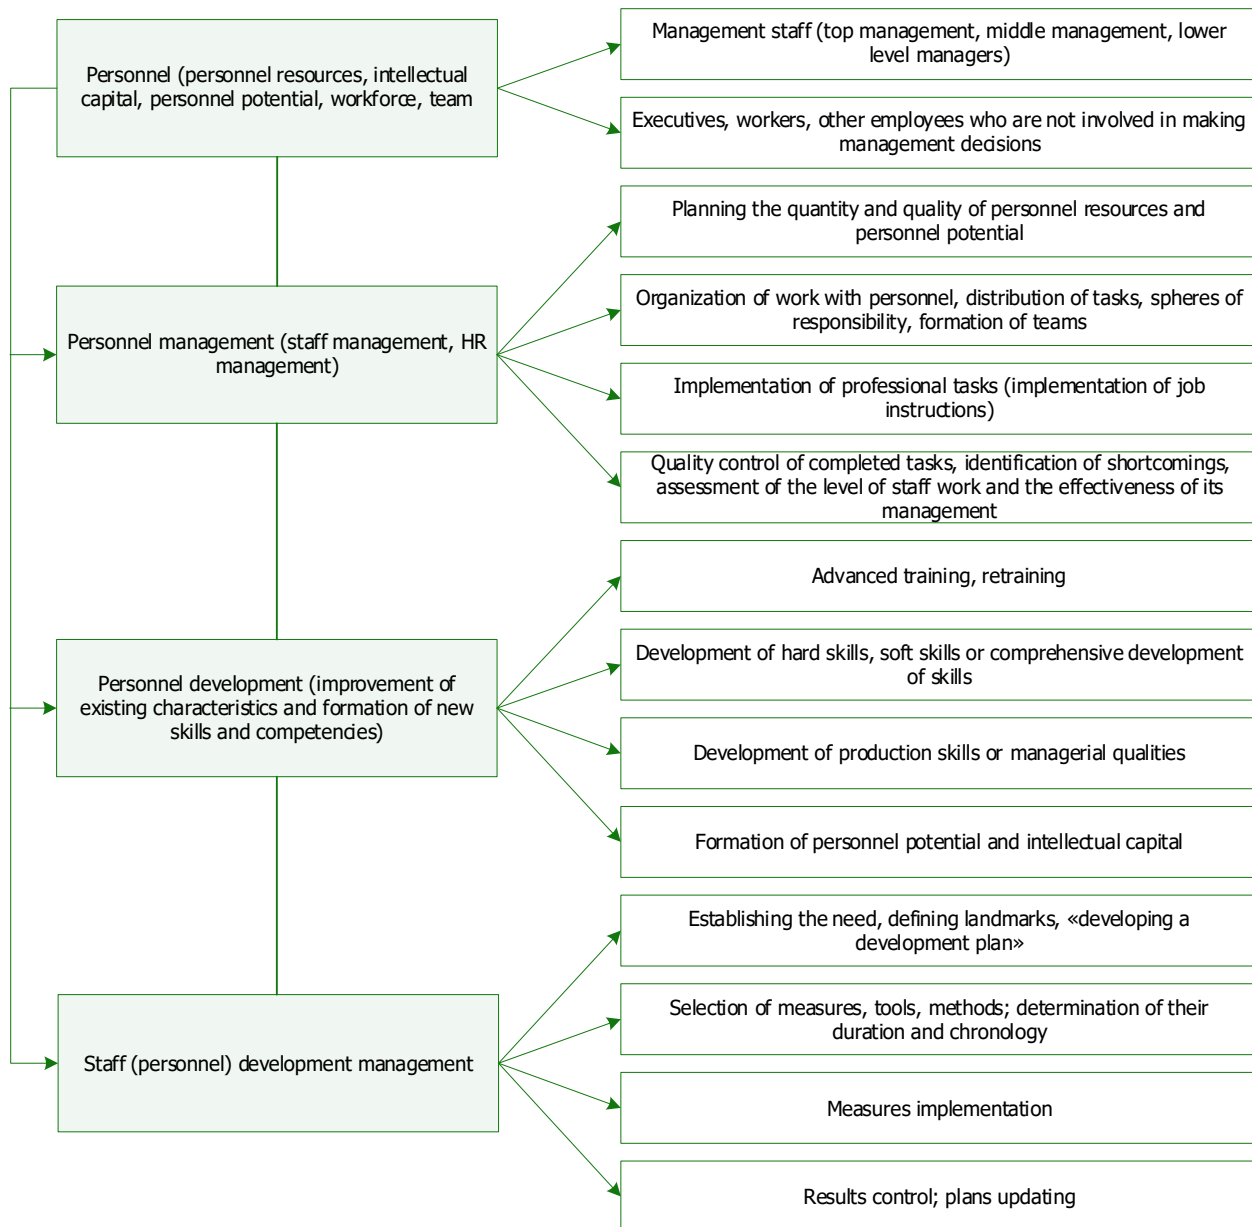 Personnel (personnel resources, intellectual
capital, personnel potential, workforce, team
Management staff (top management, middle management, lower
level managers)
Executives, workers, other employees who are not involved in making
management decisions
Personnel management (staff management, HR
management)
Planning the quantity and quality of personnel resources and
personnel potential
Organization of work with personnel, distribution of tasks, spheres of
responsibility, formation of teams
Implementation of professional tasks (implementation of job
instructions)
Quality control of completed tasks, identification of shortcomings,
assessment of the level of staff work and the effectiveness of its
management
Personnel development (improvement of
existing characteristics and formation of new
skills and competencies)
Advanced training, retraining
Development of hard skills, soft skills or comprehensive development
of skills
Development of production skills or managerial qualities
Formation of personnel potential and intellectual capital
Staff (personnel) development management
Establishing the need, defining landmarks, «developing a
development plan»
Selection of measures, tools, methods; determination of their
duration and chronology
Measures implementation
Results control; plans updating